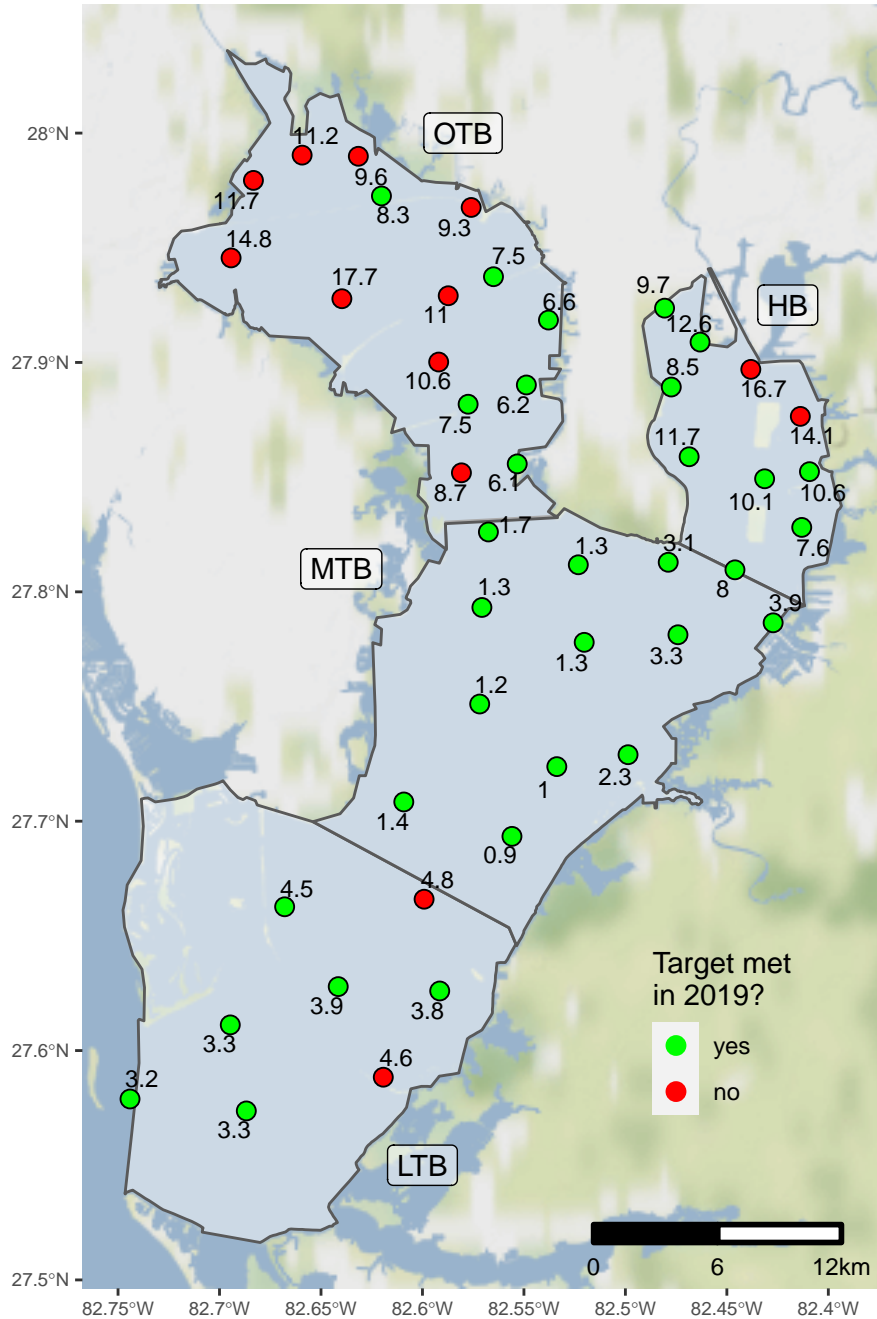 28°N
27.9°N
27.8°N
27.7°N
27.6°N
27.5°N
82.75°W
82.7°W
82.65°W
82.6°W
82.55°W
82.5°W
82.45°W
82.4°W
OTB
11.2
9.6
11.7
8.3
9.3
14.8
7.5
17.7
11
6.6
10.6
6.2
7.5
8.7
6.1
HB
9.7
12.6
8.5
16.7
14.1
11.7
10.1
10.6
7.6
8
MTB
1.7
1.3
3.1
1.3
3.9
1.3
3.3
1.2
1
2.3
1.4
0.9
LTB
4.8
4.5
3.9
3.8
3.3
4.6
3.2
3.3
Target met
in 2019?
yes
no
0 6 12km